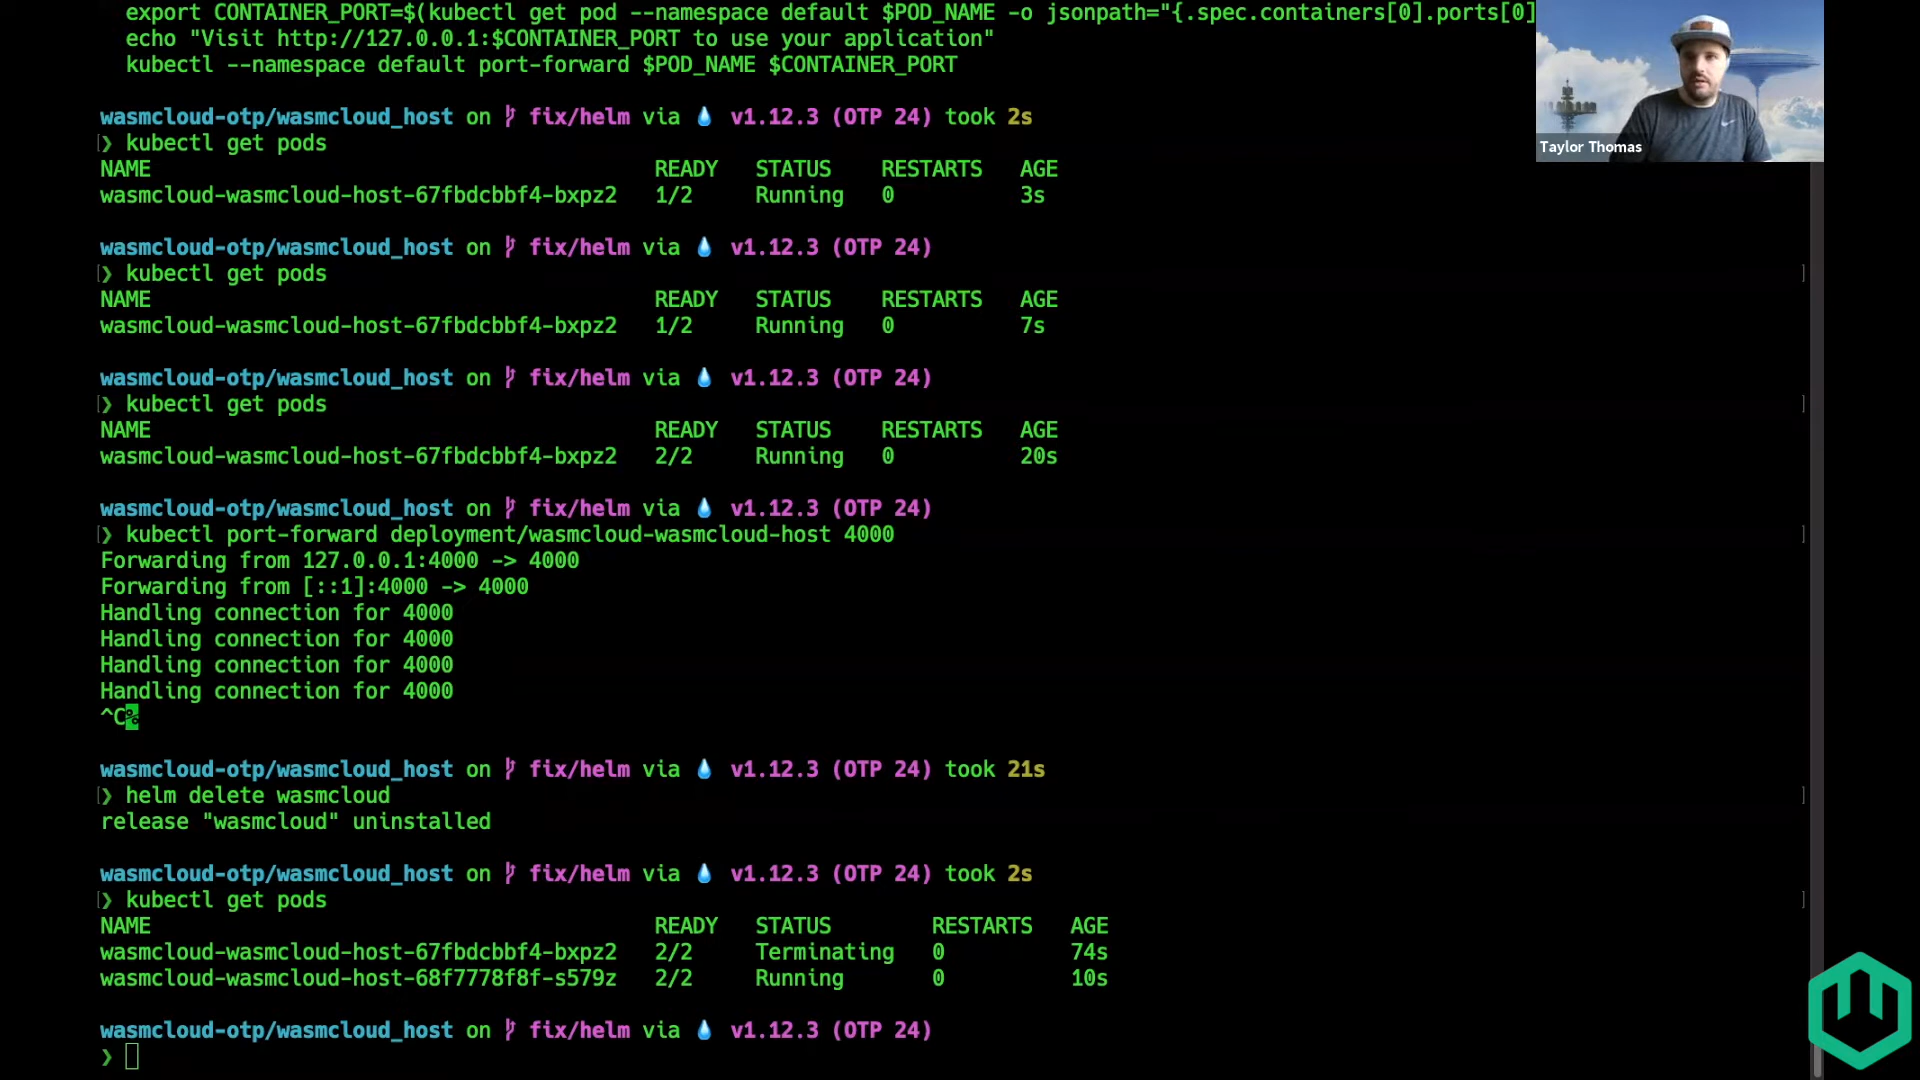 export CONTAINER_PORT=$(kubectl get pod --namespace default $POD_NAME -o jsonpath="{.spec.containers[0].ports[0]
echo "Visit http://127.0.0.1:$CONTAINER_PORT to use your application"
kubectl --namespace default port-forward $POD_NAME $CONTAINER_PORT
Taylor Thomas
wasmcloud-otp/wasmcloud_host on fix/helm via 💧 v1.12.3 (OTP 24) took 2s
❯ kubectl get pods
NAME READY STATUS RESTARTS AGE
wasmcloud-wasmcloud-host-67fbdcbbf4-bxpz2 1/2 Running 0 3s
wasmcloud-otp/wasmcloud_host on fix/helm via 💧 v1.12.3 (OTP 24)
❯ kubectl get pods
NAME READY STATUS RESTARTS AGE
wasmcloud-wasmcloud-host-67fbdcbbf4-bxpz2 1/2 Running 0 7s
wasmcloud-otp/wasmcloud_host on fix/helm via 💧 v1.12.3 (OTP 24)
❯ kubectl get pods
NAME READY STATUS RESTARTS AGE
wasmcloud-wasmcloud-host-67fbdcbbf4-bxpz2 2/2 Running 0 20s
wasmcloud-otp/wasmcloud_host on fix/helm via 💧 v1.12.3 (OTP 24)
❯ kubectl port-forward deployment/wasmcloud-wasmcloud-host 4000
Forwarding from 127.0.0.1:4000 -> 4000
Forwarding from [::1]:4000 -> 4000
Handling connection for 4000
Handling connection for 4000
Handling connection for 4000
Handling connection for 4000
^C%
wasmcloud-otp/wasmcloud_host on fix/helm via 💧 v1.12.3 (OTP 24) took 21s
❯ helm delete wasmcloud
release "wasmcloud" uninstalled
wasmcloud-otp/wasmcloud_host on fix/helm via 💧 v1.12.3 (OTP 24) took 2s
❯ kubectl get pods
NAME READY STATUS RESTARTS AGE
wasmcloud-wasmcloud-host-67fbdcbbf4-bxpz2 2/2 Terminating 0 74s
wasmcloud-wasmcloud-host-68f7778f8f-s579z 2/2 Running 0 10s
wasmcloud-otp/wasmcloud_host on fix/helm via 💧 v1.12.3 (OTP 24)
❯